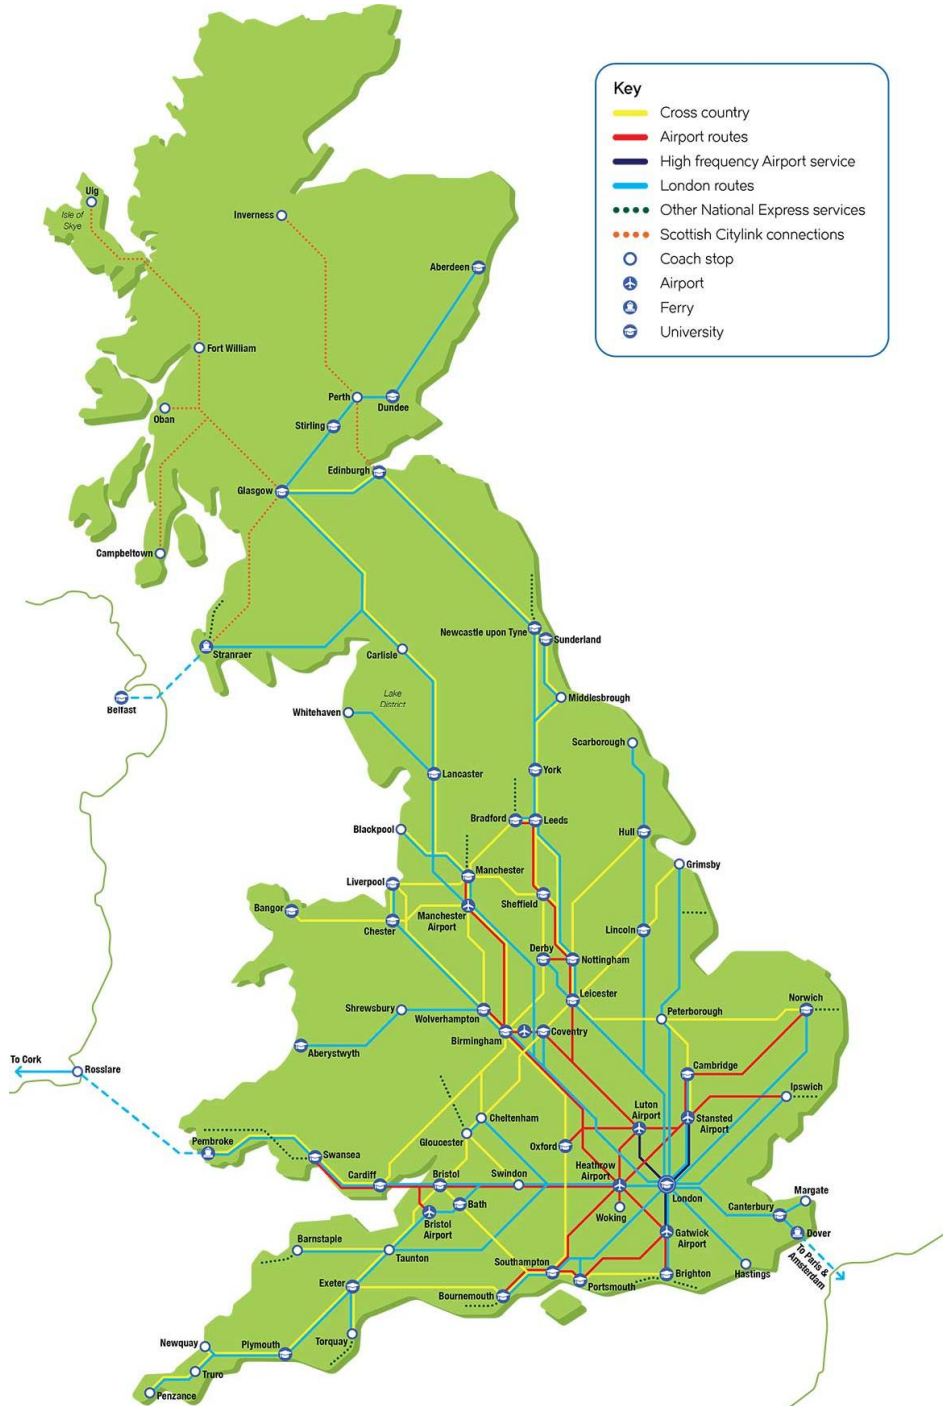 Key
Cross country
Airport routes
High frequency Airport service
London routes
Other National Express services
Scottish Citylink connections
Coach stop
Airport
Ferry
University
Uig
Isle of
Skye
Inverness
Aberdeen
Fort William
Perth
Dundee
Oban
Stirling
Edinburgh
Glasgow
Campbeltown
Newcastle upon Tyne
Sunderland
Stranraer
Carlisle
Belfast
Lake
District
Middlesbrough
Whitehaven
Scarborough
Lancaster
York
Bradford
Leeds
Blackpool
Hull
Grimsby
Manchester
Liverpool
Sheffield
Bangor
Manchester
Airport
Chester
Lincoln
Derby
Nottingham
Leicester
Norwich
Shrewsbury
Wolverhampton
Peterborough
Birmingham
Coventry
Aberystwyth
To Cork
Rosslare
Cambridge
Ipswich
Luton
Airport
Stansted
Airport
Cheltenham
Pembroke
Gloucester
Oxford
Swansea
Cardiff
Bristol
Swindon
Heathrow
Airport
London
Margate
Bath
Woking
Canterbury
Bristol
Airport
Gatwick
Airport
Dover
Barnstaple
Taunton
To Paris &
Amsterdam
Southampton
Hastings
Exeter
Portsmouth
Brighton
Bournemouth
Newquay
Plymouth
Torquay
Truro
Penzance